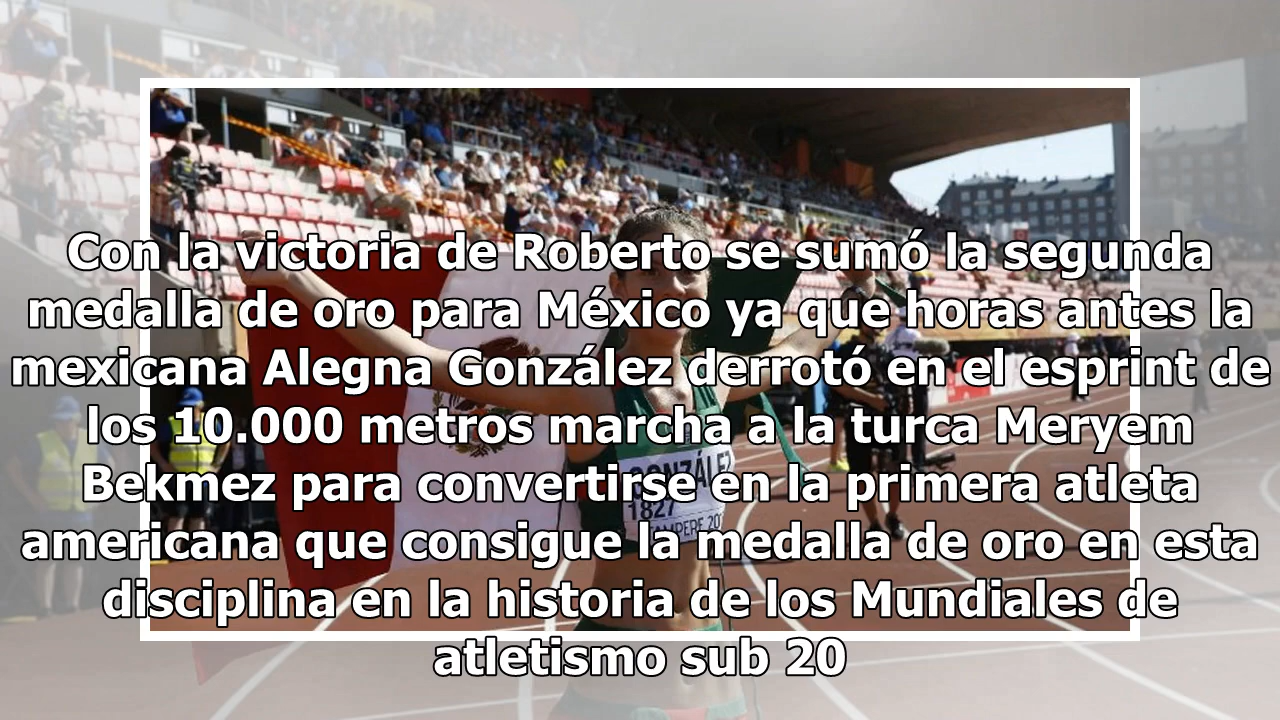 Con la victoria de Roberto se sumó la segunda
medalla de oro para México ya que horas antes la
mexicana Alegna González derrotó en el esprint de
los 10.000 metros marcha a la turca Meryem
Bekmez para convertirse en la primera atleta
americana que consigue la medalla de oro en esta
disciplina en la historia de los Mundiales de
atletismo sub 20
GONZÁLEZ
1827
TAMPERE